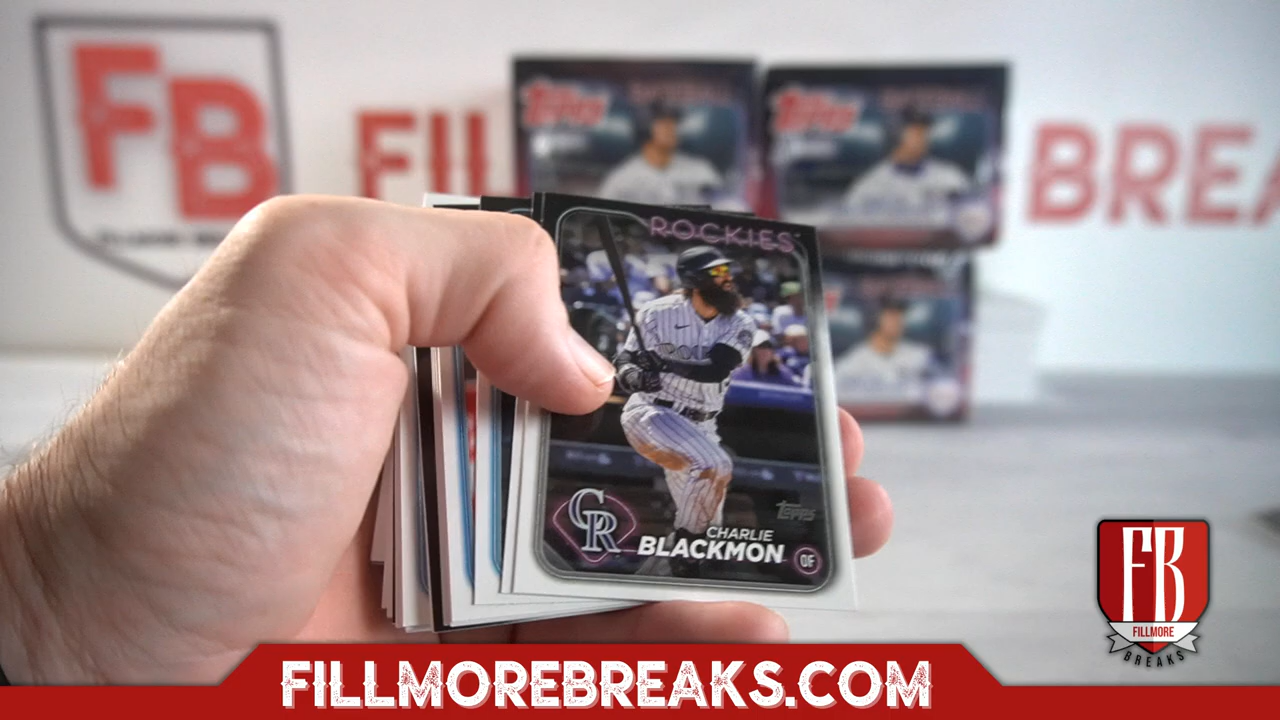 FB
FIL
BREA
Topps
Topps
ROCKIES
CR
Topps
CHARLIE
BLACKMON
OF
FB
FILLMORE
BREAKS
FILLMOREBREAKS.COM